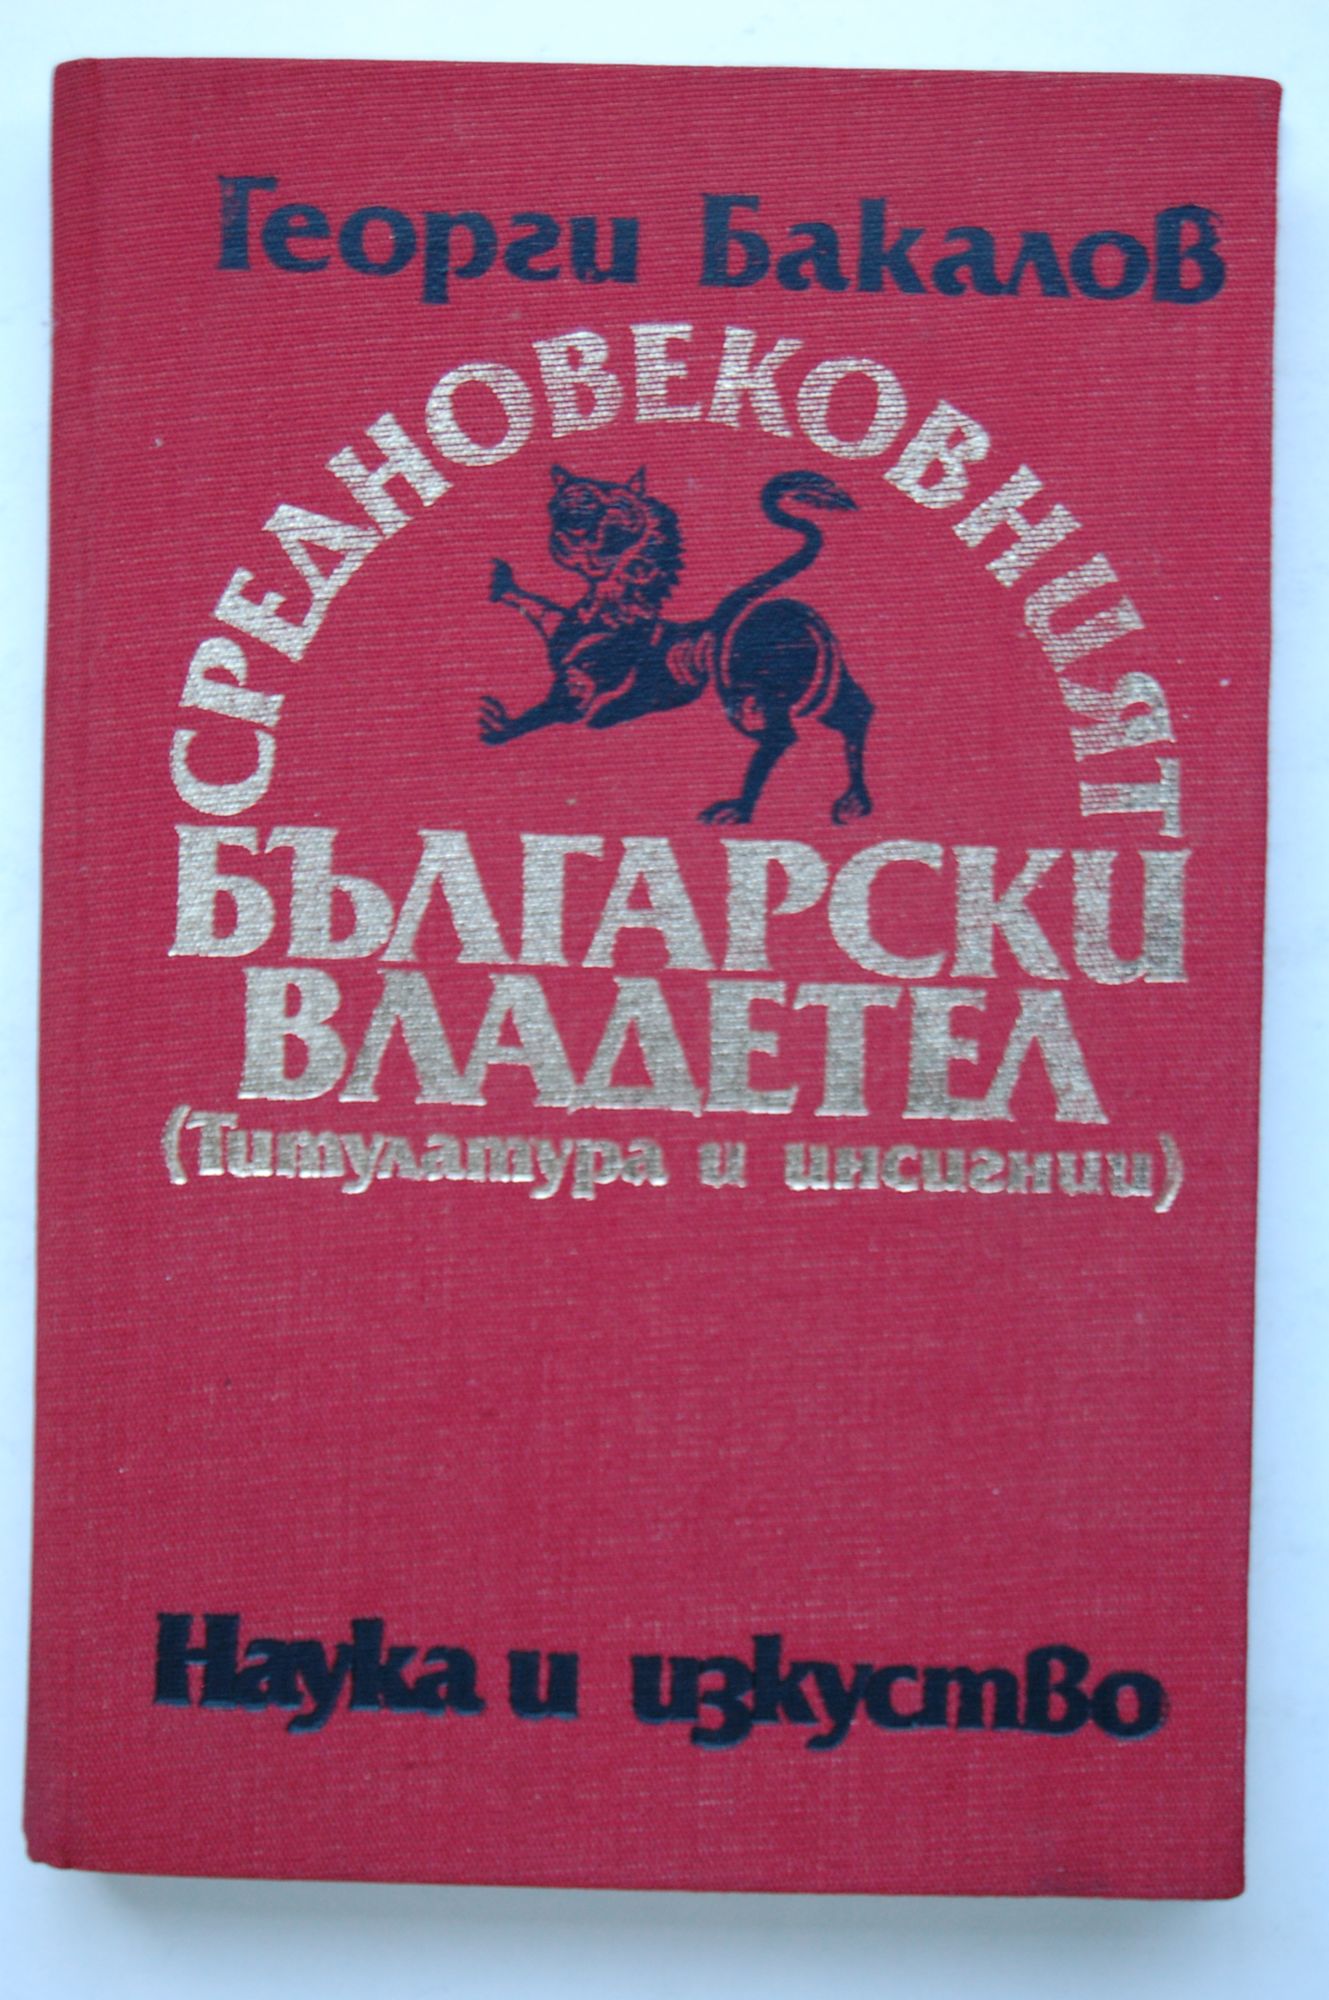 Георги Бакалов
СРЕДНОВЕКОВНИЯТ
БЪЛГАРСКИ
ВЛАДЕТЕЛ
(Титулатура и инсигнии)
Наука и изкуство